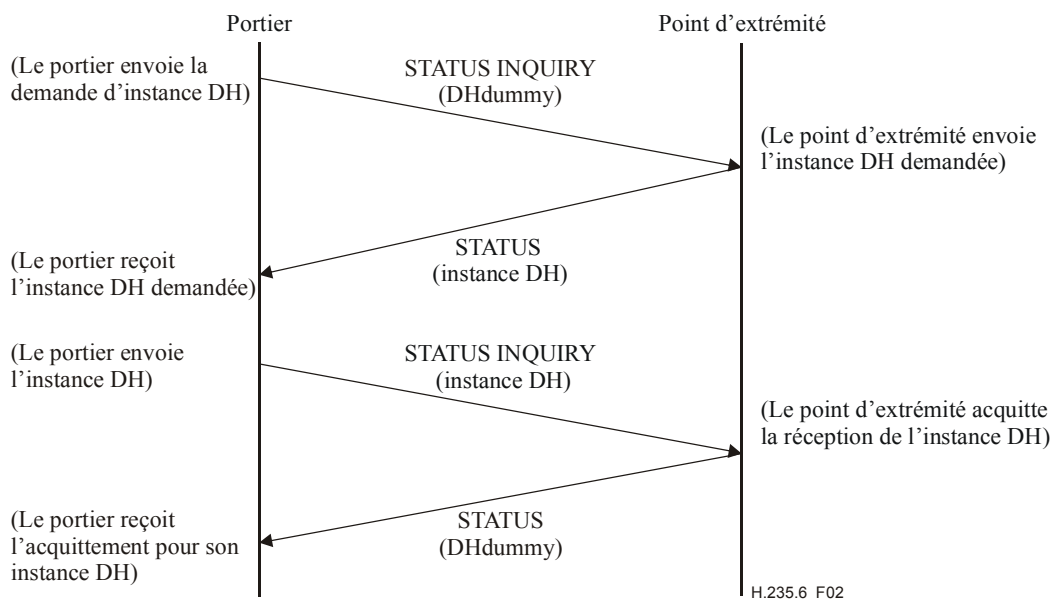 Portier
Point d'extrémité
(Le portier envoie la
demande d'instance DH)
STATUS INQUIRY
(DHdummy)
(Le point d'extrémité envoie
l'instance DH demandée)
STATUS
(instance DH)
(Le portier reçoit
l'instance DH demandée)
(Le portier envoie
l'instance DH)
STATUS INQUIRY
(instance DH)
(Le point d'extrémité acquitte
la réception de l'instance DH)
STATUS
(DHdummy)
(Le portier reçoit
l'acquittement pour son
instance DH)
H.235.6_F02